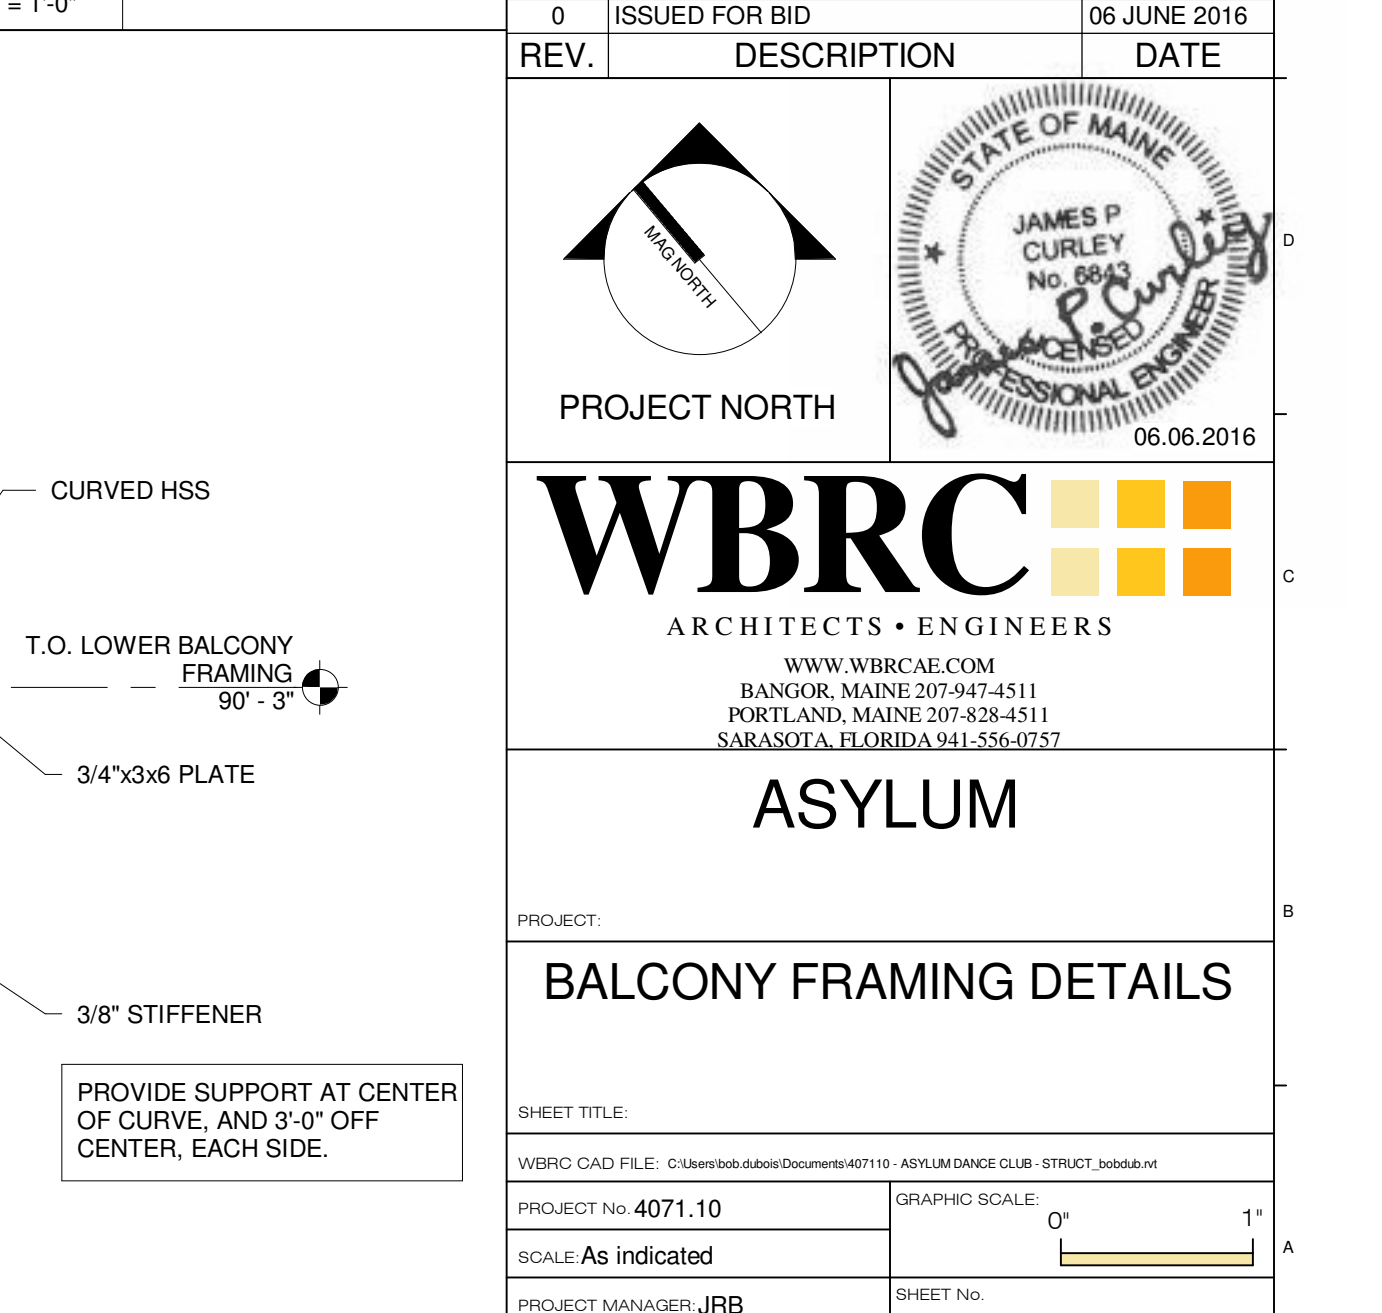 = 1'-0"
0 ISSUED FOR BID 06 JUNE 2016
REV. DESCRIPTION DATE
MAG NORTH
PROJECT NORTH
STATE OF MAINE
JAMES P
CURLEY
No. 6843
LICENSED
PROFESSIONAL ENGINEER
James P. Curley
06.06.2016
D
CURVED HSS
T.O. LOWER BALCONY
FRAMING
90' - 3"
3/4"x3x6 PLATE
3/8" STIFFENER
PROVIDE SUPPORT AT CENTER
OF CURVE, AND 3'-0" OFF
CENTER, EACH SIDE.
WBRC
ARCHITECTS • ENGINEERS
WWW.WBRCAE.COM
BANGOR, MAINE 207-947-4511
PORTLAND, MAINE 207-828-4511
SARASOTA, FLORIDA 941-556-0757
C
ASYLUM
PROJECT:
B
BALCONY FRAMING DETAILS
SHEET TITLE:
WBRC CAD FILE: C:\Users\bob.dubois\Documents\407110 - ASYLUM DANCE CLUB - STRUCT_bobdub.rvt
PROJECT No. 4071.10
GRAPHIC SCALE:
0" 1"
SCALE: As indicated
A
PROJECT MANAGER: JRB
SHEET No.